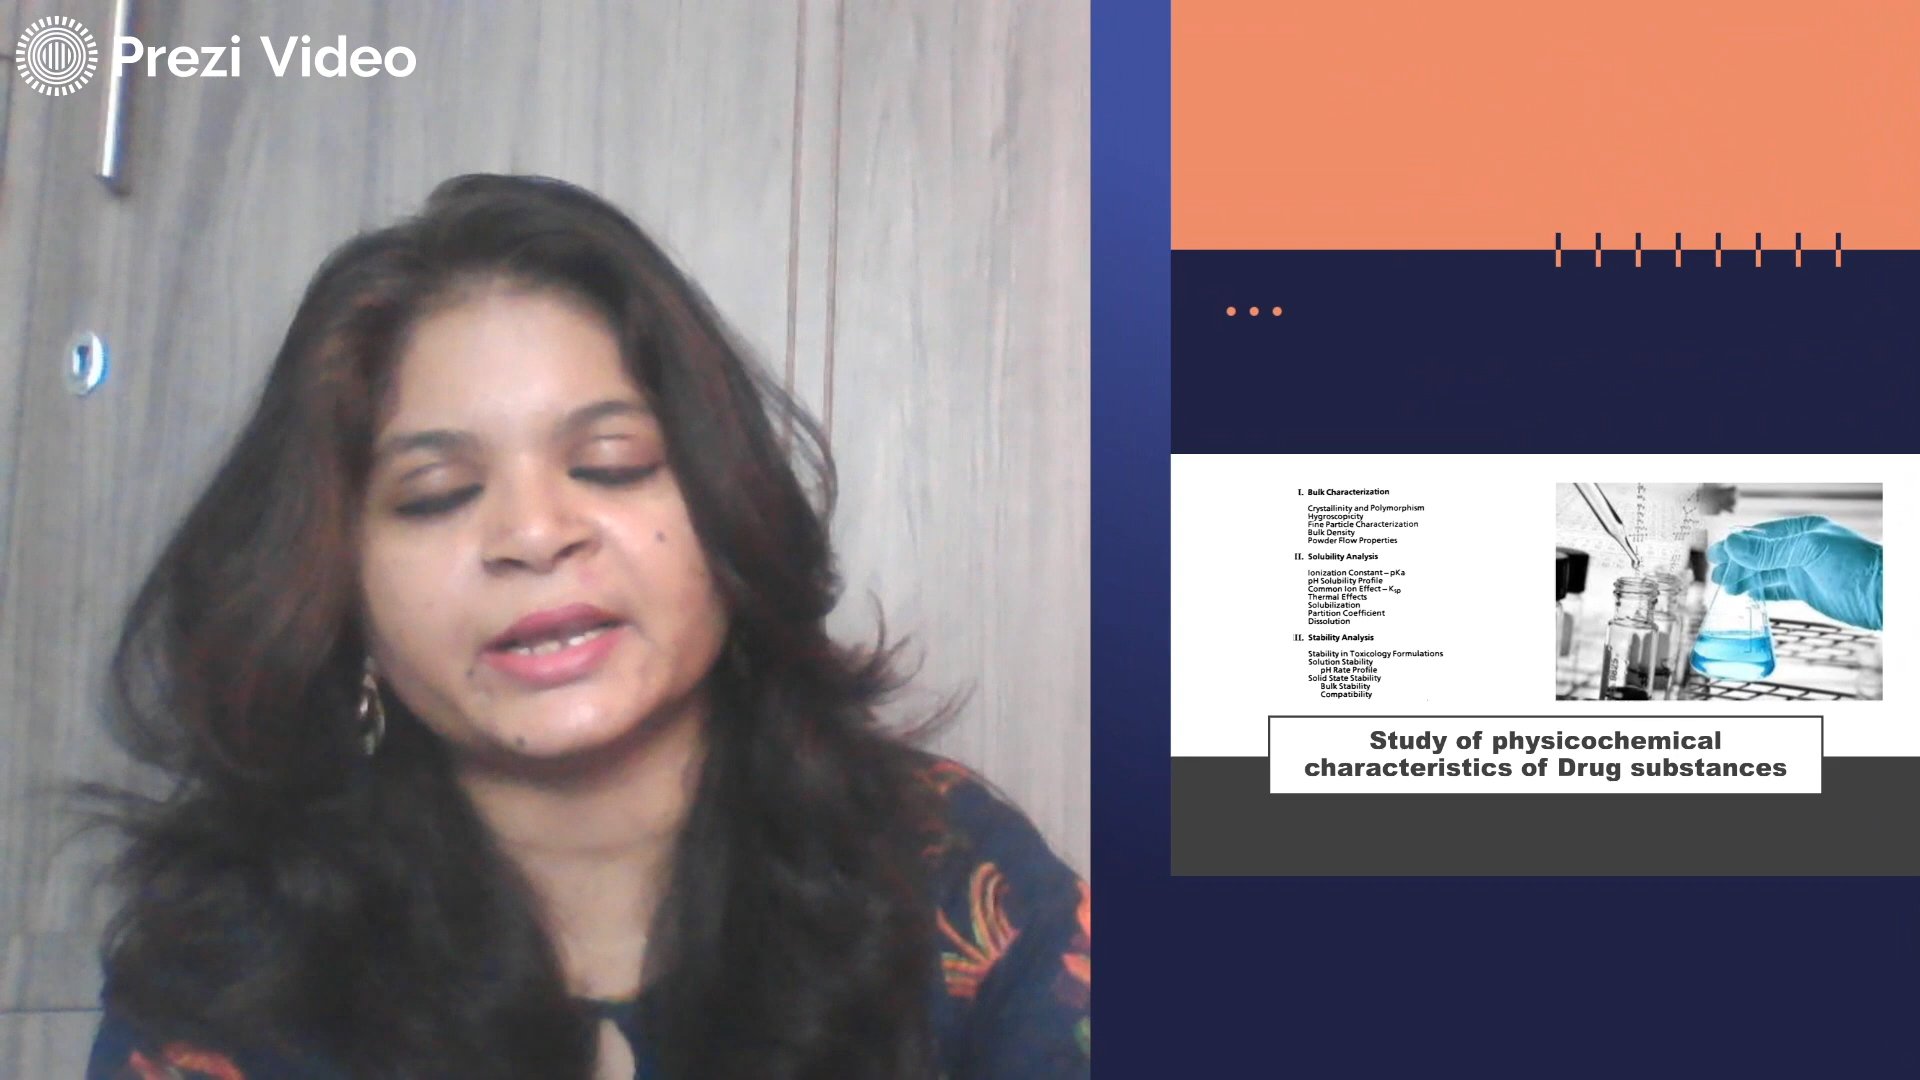 Prezi Video
I. Bulk Characterization
Crystallinity and Polymorphism
Hygroscopicity
Fine Particle Characterization
Bulk Density
Powder Flow Properties
II. Solubility Analysis
Ionization Constant – pKa
pH Solubility Profile
Common Ion Effect – Ksp
Thermal Effects
Solubilization
Partition Coefficient
Dissolution
II. Stability Analysis
Stability in Toxicology Formulations
Solution Stability
pH Rate Profile
Solid State Stability
Bulk Stability
Compatibility
Study of physicochemical
characteristics of Drug substances